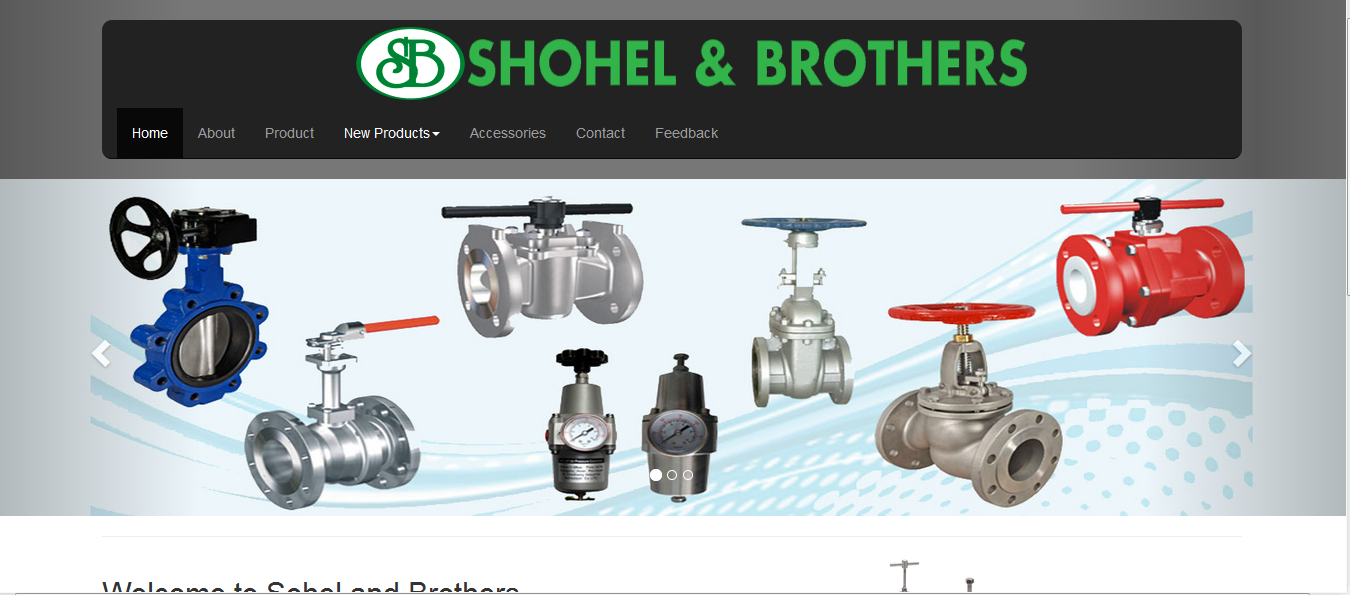 SB SHOHEL & BROTHERS
Home About Product New Products Accessories Contact Feedback
Welcome to Sohel and Brothers